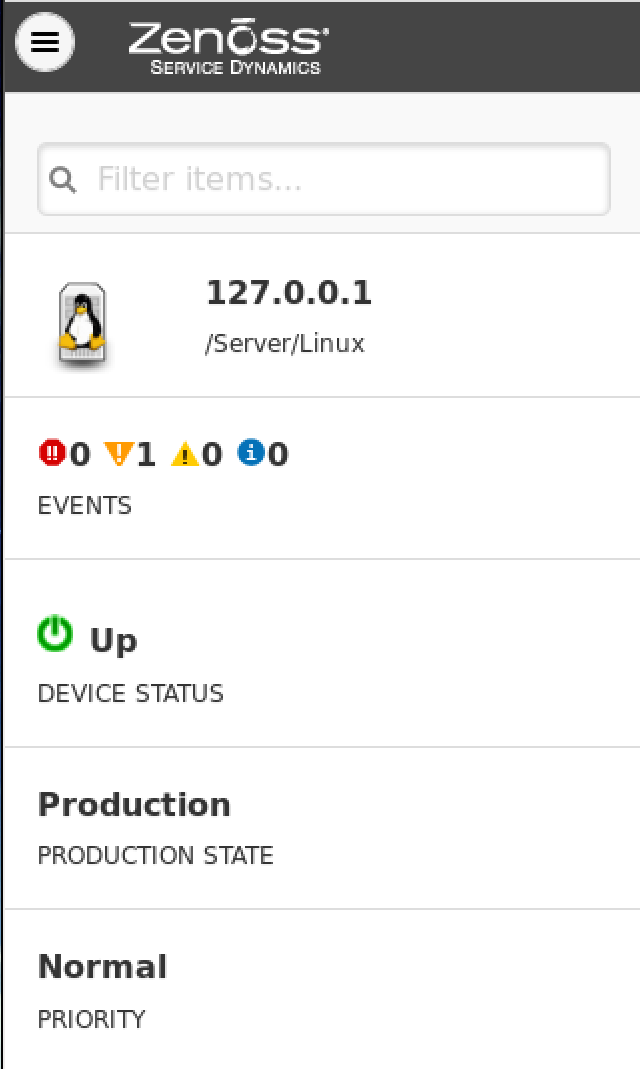 Zenoss
SERVICE DYNAMICS
Filter items...
127.0.0.1
/Server/Linux
0 1 0 0
EVENTS
Up
DEVICE STATUS
Production
PRODUCTION STATE
Normal
PRIORITY